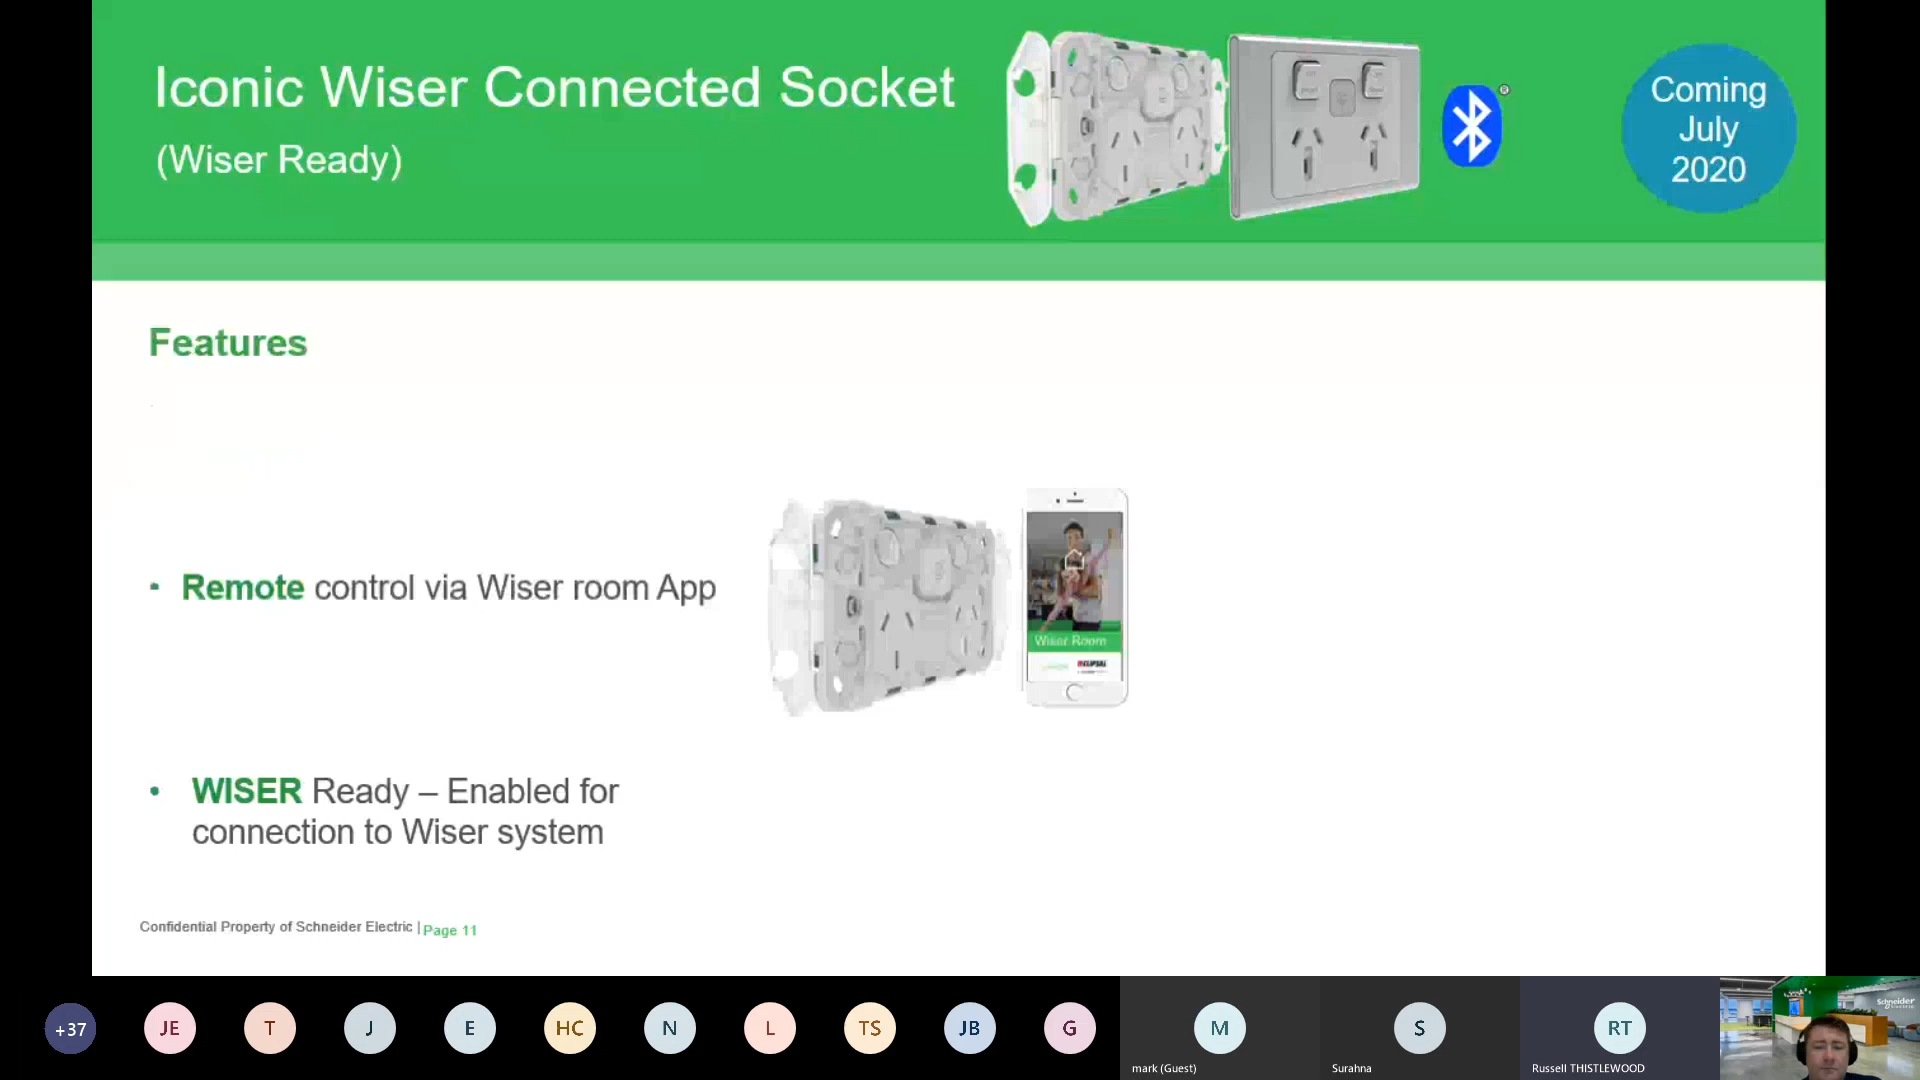 Iconic Wiser Connected Socket
(Wiser Ready)
®
Coming
July
2020
Features
• Remote control via Wiser room App
Wiser Room
CLIPSAL
• WISER Ready – Enabled for
connection to Wiser system
Confidential Property of Schneider Electric | Page 11
+37
JE
T
J
E
HC
N
L
TS
JB
G
M
mark (Guest)
S
Surahna
RT
Russell THISTLEWOOD
Schneider